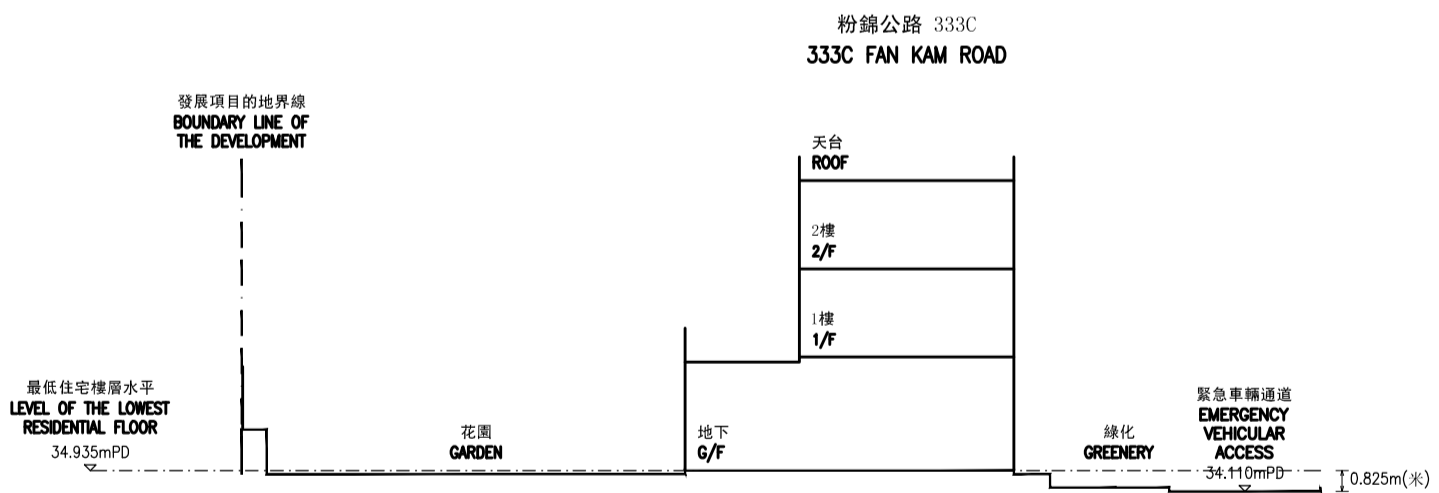 粉錦公路 333C
333C FAN KAM ROAD
發展項目的地界線
BOUNDARY LINE OF
THE DEVELOPMENT
天台
ROOF
2樓
2/F
1樓
1/F
最低住宅樓層水平
LEVEL OF THE LOWEST
RESIDENTIAL FLOOR
34.935mPD
花園
GARDEN
地下
G/F
綠化
GREENERY
緊急車輛通道
EMERGENCY
VEHICULAR
ACCESS
34.110mPD
0.825m(米)